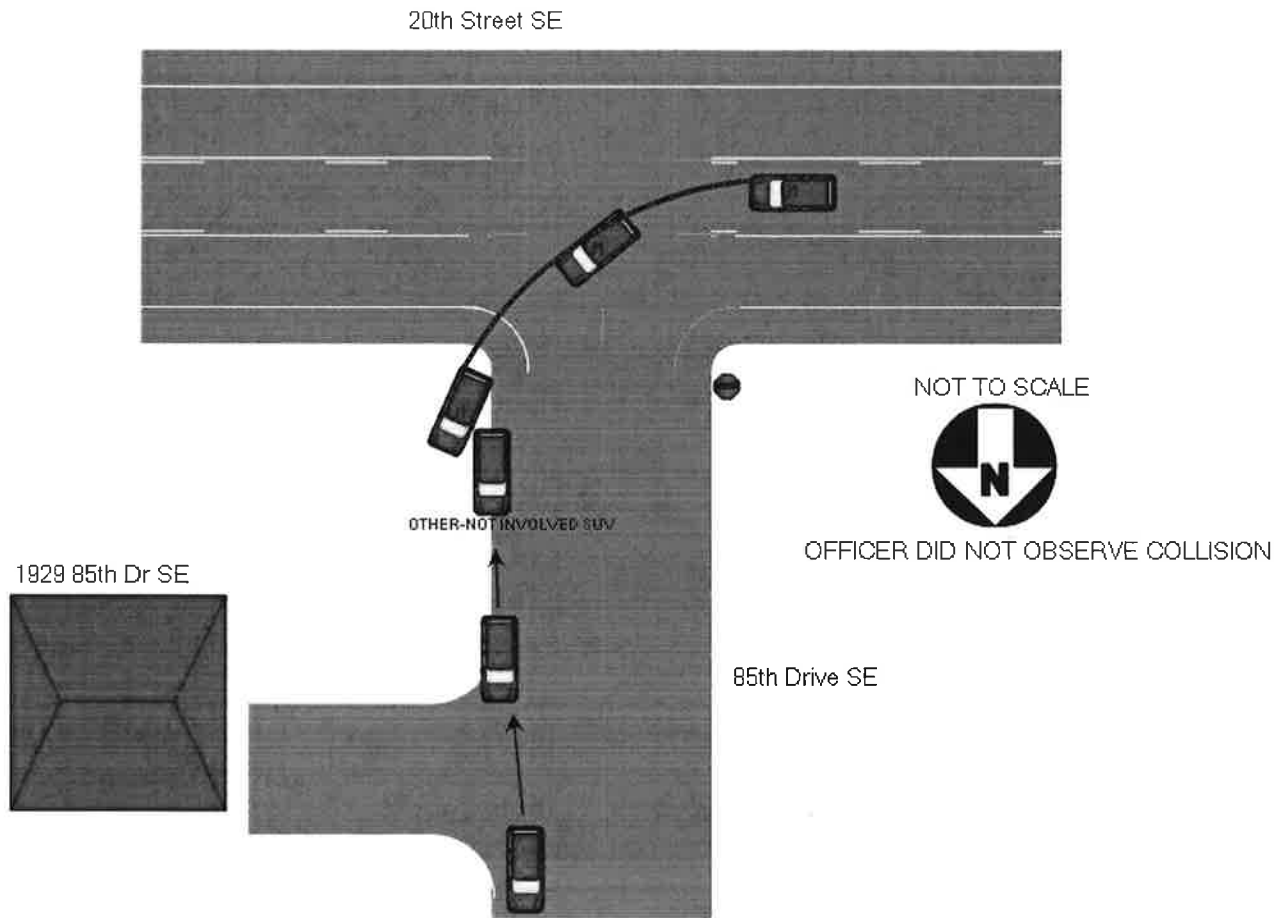 20th Street SE
NOT TO SCALE
N
OFFICER DID NOT OBSERVE COLLISION
OTHER-NOT INVOLVED SUV
1929 85th Dr SE
85th Drive SE